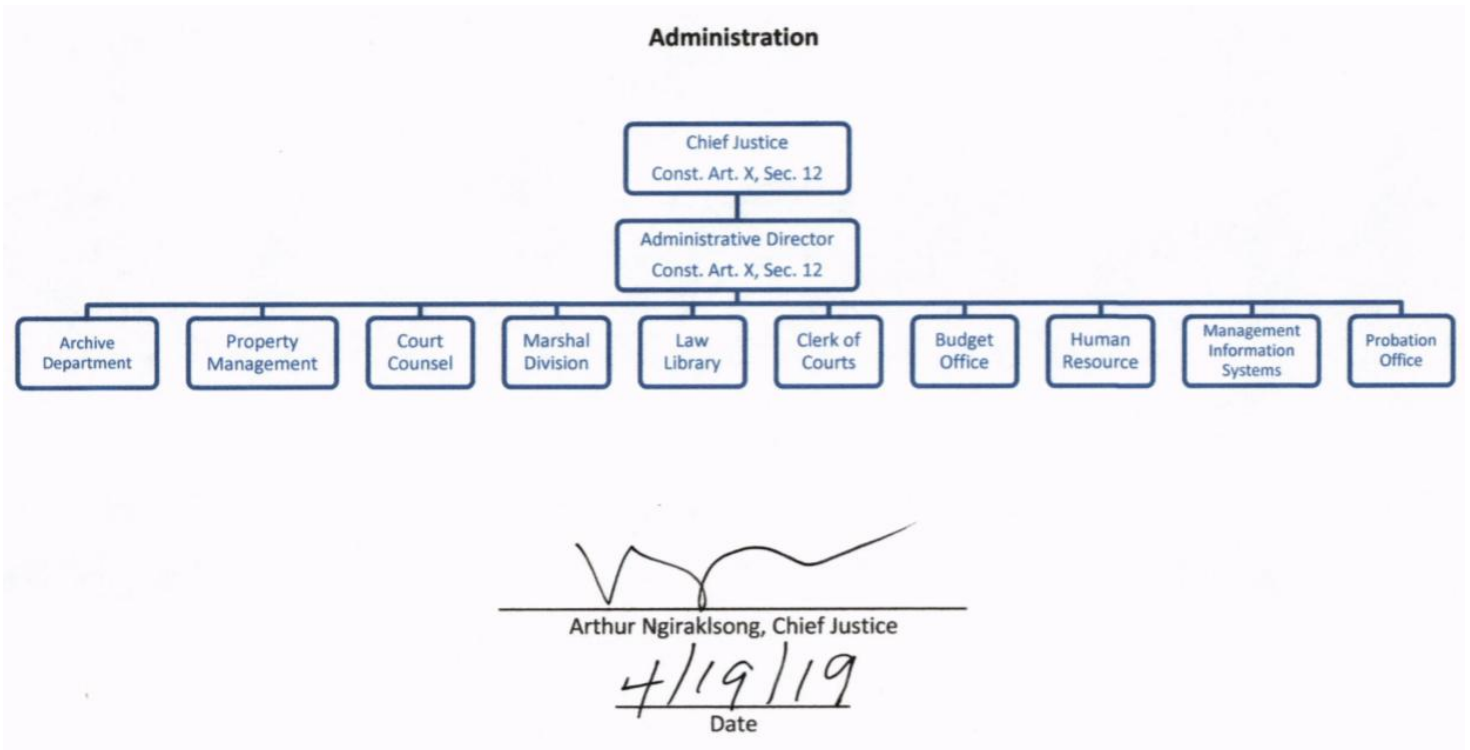 Administration
Chief Justice
Const. Art. X, Sec. 12
Administrative Director
Const. Art. X, Sec. 12
Archive
Department
Property
Management
Court
Counsel
Marshal
Division
Law
Library
Clerk of
Courts
Budget
Office
Human
Resource
Management
Information
Systems
Probation
Office
Arthur Ngiraklsong, Chief Justice
4/19/19
Date